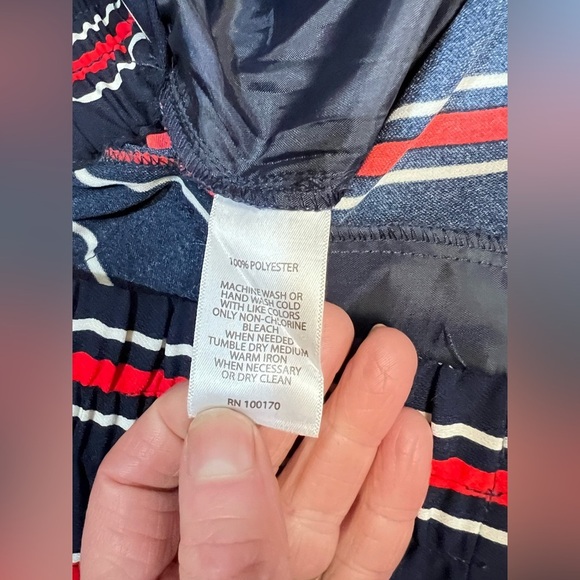 100% POLYESTER
MACHINE WASH OR
HAND WASH COLD
WITH LIKE COLORS
ONLY NON-CHLORINE
BLEACH
WHEN NEEDED
TUMBLE DRY MEDIUM
WARM IRON
WHEN NECESSARY
OR DRY CLEAN
RN 100170